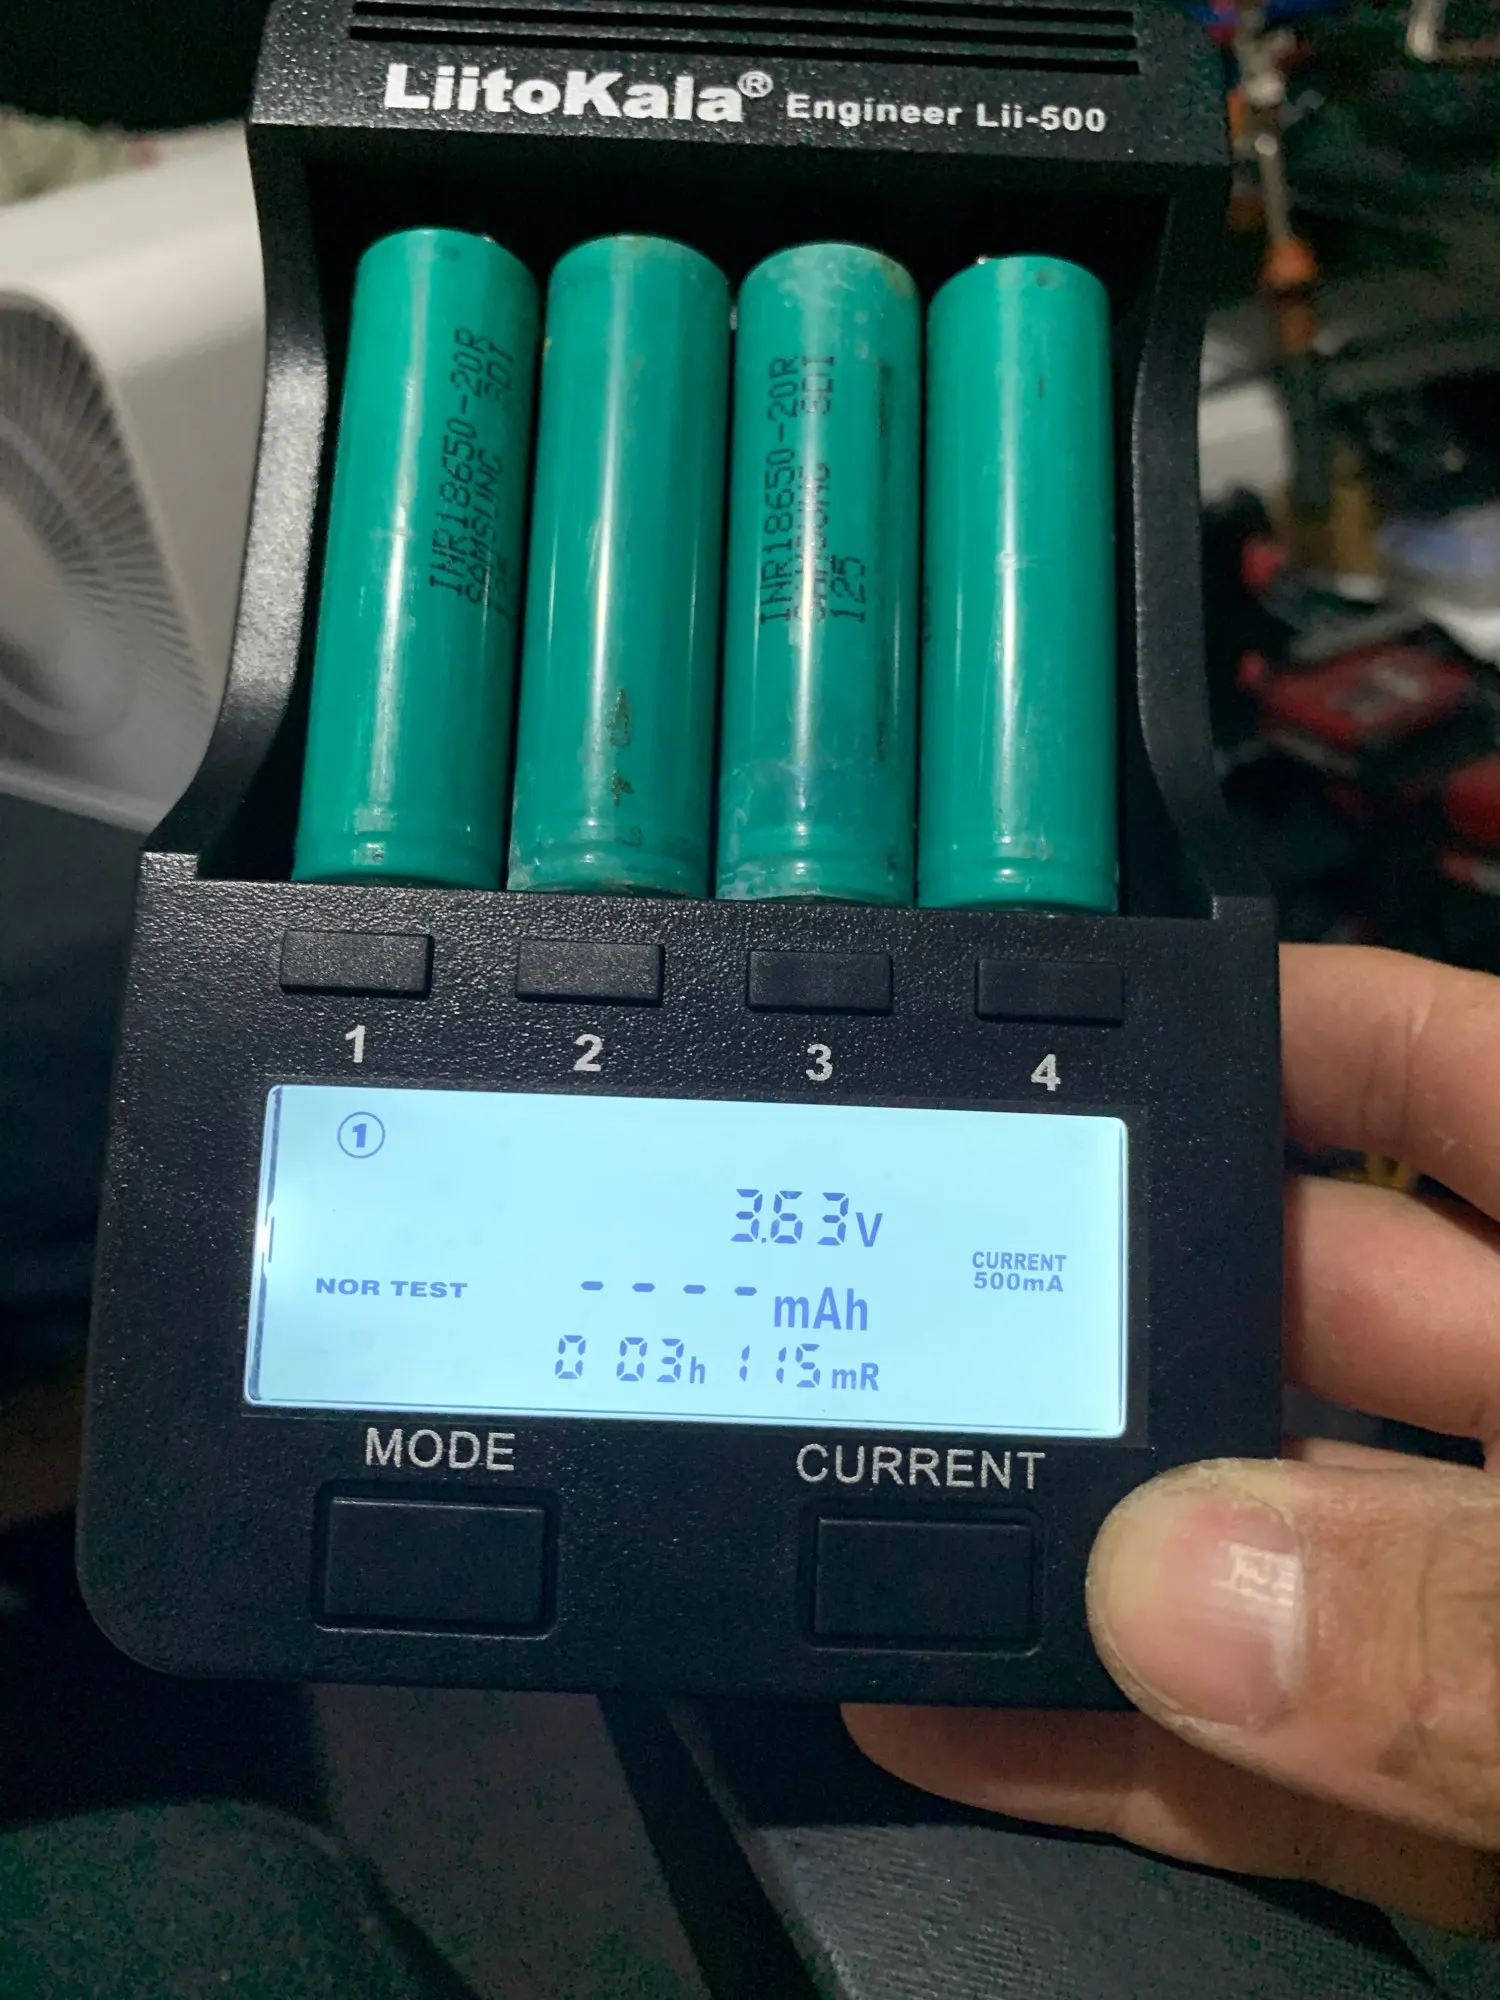 LiitoKala® Engineer Lii-500
INR18650-20R
SAMSUNG SDI
125
INR18650-20R
SAMSUNG SDI
125
1
2
3
4
1
3.63V
CURRENT
500mA
NOR TEST
---- mAh
0 03h 115mR
MODE
CURRENT